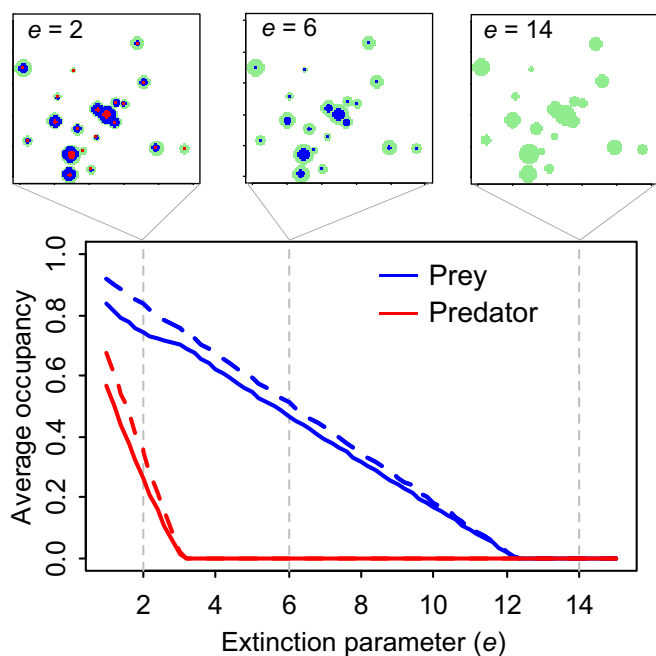 e = 2
e = 6
e = 14
1.0
0.8
0.6
0.4
0.2
0.0
Average occupancy
Prey
Predator
2 4 6 8 10 12 14
Extinction parameter (e)